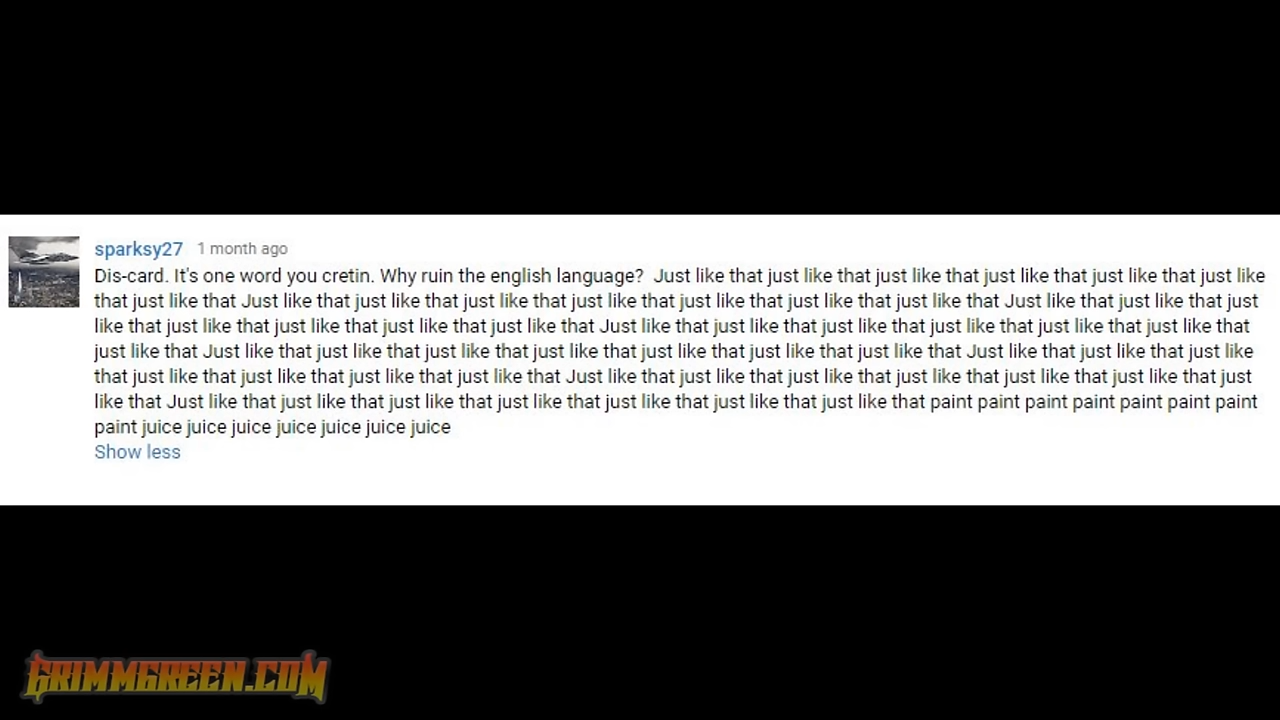 sparksy27 1 month ago
Dis-card. It's one word you cretin. Why ruin the english language?  Just like that just like that just like that just like that just like that just like
that just like that Just like that just like that just like that just like that just like that just like that just like that Just like that just like that just
like that just like that just like that just like that just like that Just like that just like that just like that just like that just like that just like that
just like that Just like that just like that just like that just like that just like that just like that just like that Just like that just like that just like
that just like that just like that just like that just like that Just like that just like that just like that just like that just like that just like that just
like that Just like that just like that just like that just like that just like that just like that just like that paint paint paint paint paint paint paint
paint juice juice juice juice juice juice juice
Show less
GRIMMGREEN.COM